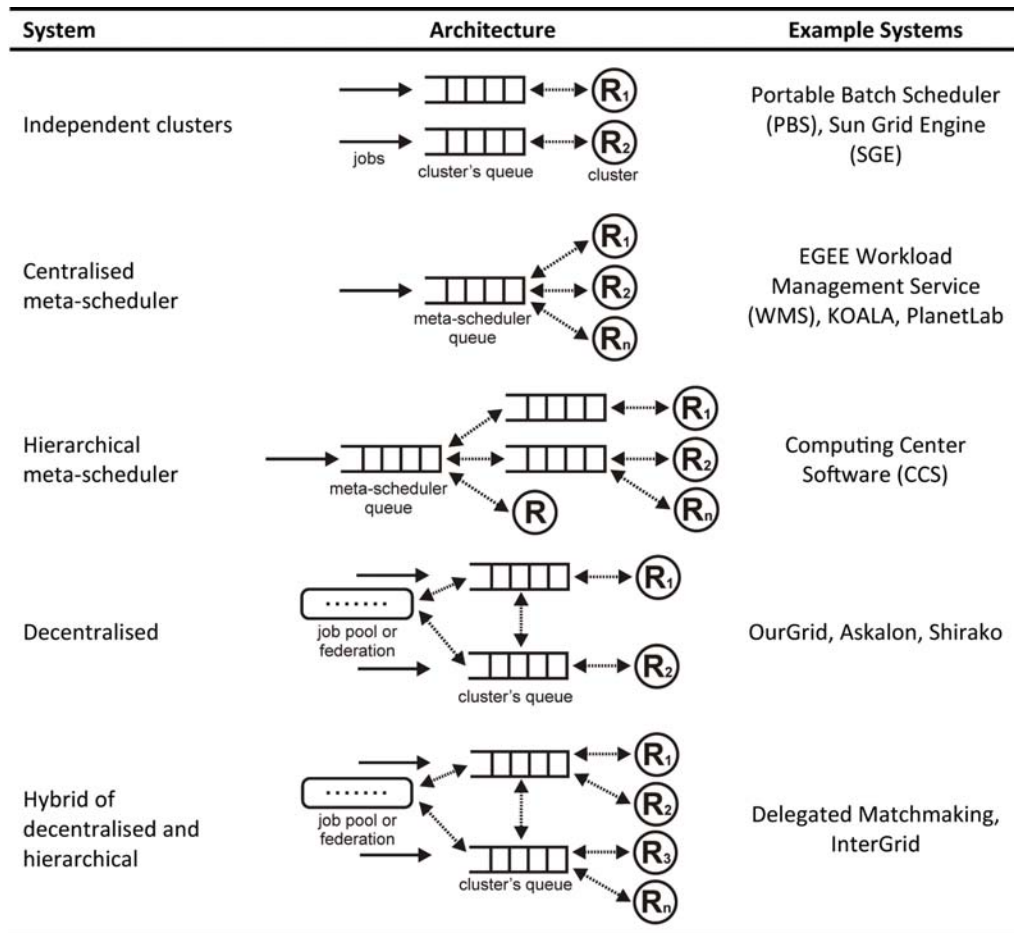 System Architecture Example Systems
R1
Portable Batch Scheduler
(PBS), Sun Grid Engine
(SGE)
Independent clusters
R2
jobs cluster's queue cluster
R1
Centralised
meta-scheduler
R2
EGEE Workload
Management Service
(WMS), KOALA, PlanetLab
meta-scheduler
queue
Rn
R1
Hierarchical
meta-scheduler
R2
Computing Center
Software (CCS)
meta-scheduler
queue
R
Rn
R1
.......
job pool or
federation
Decentralised
OurGrid, Askalon, Shirako
R2
cluster's queue
R1
.......
job pool or
federation
R2
Hybrid of
decentralised and
hierarchical
Delegated Matchmaking,
InterGrid
R3
cluster's queue
Rn